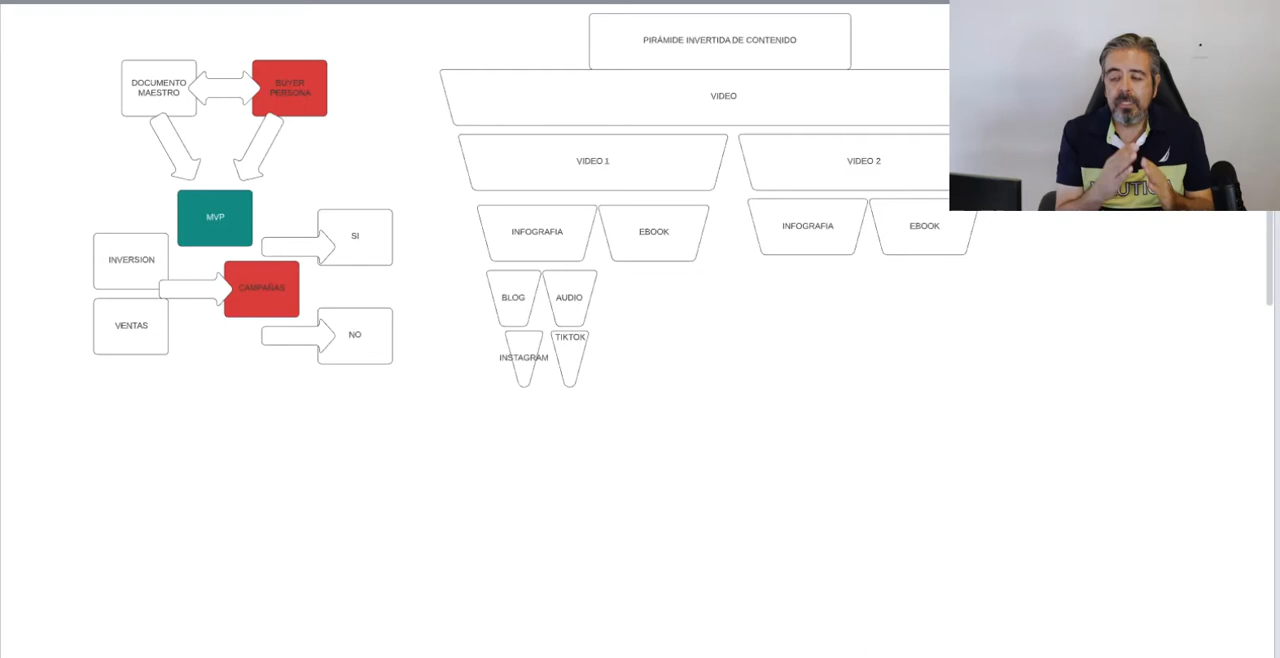 PIRÁMIDE INVERTIDA DE CONTENIDO
DOCUMENTO
MAESTRO
BUYER
PERSONA
VIDEO
VIDEO 1
VIDEO 2
MVP
SI
INFOGRAFIA
EBOOK
INFOGRAFIA
EBOOK
INVERSION
CAMPAÑAS
BLOG
AUDIO
VENTAS
NO
INSTAGRAM
TIKTOK